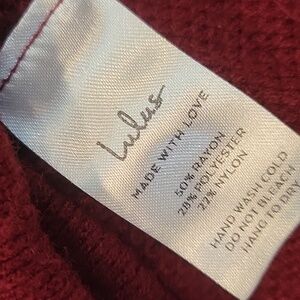 Lulus
MADE WITH LOVE
50% RAYON
28% POLYESTER
22% NYLON
HAND WASH COLD
DO NOT BLEACH
HANG TO DRY